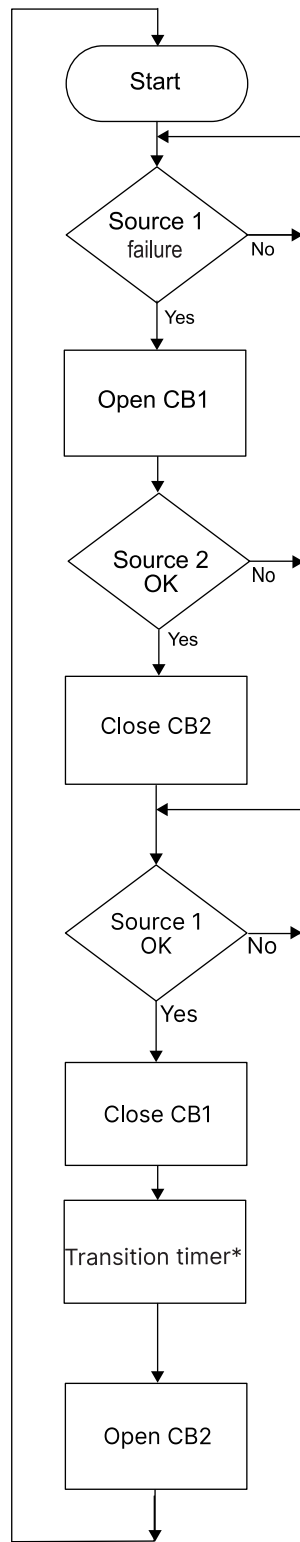 Start
Source 1
failure
No
Yes
Open CB1
Source 2
OK
No
Yes
Close CB2
Source 1
OK
No
Yes
Close CB1
Transition timer*
Open CB2